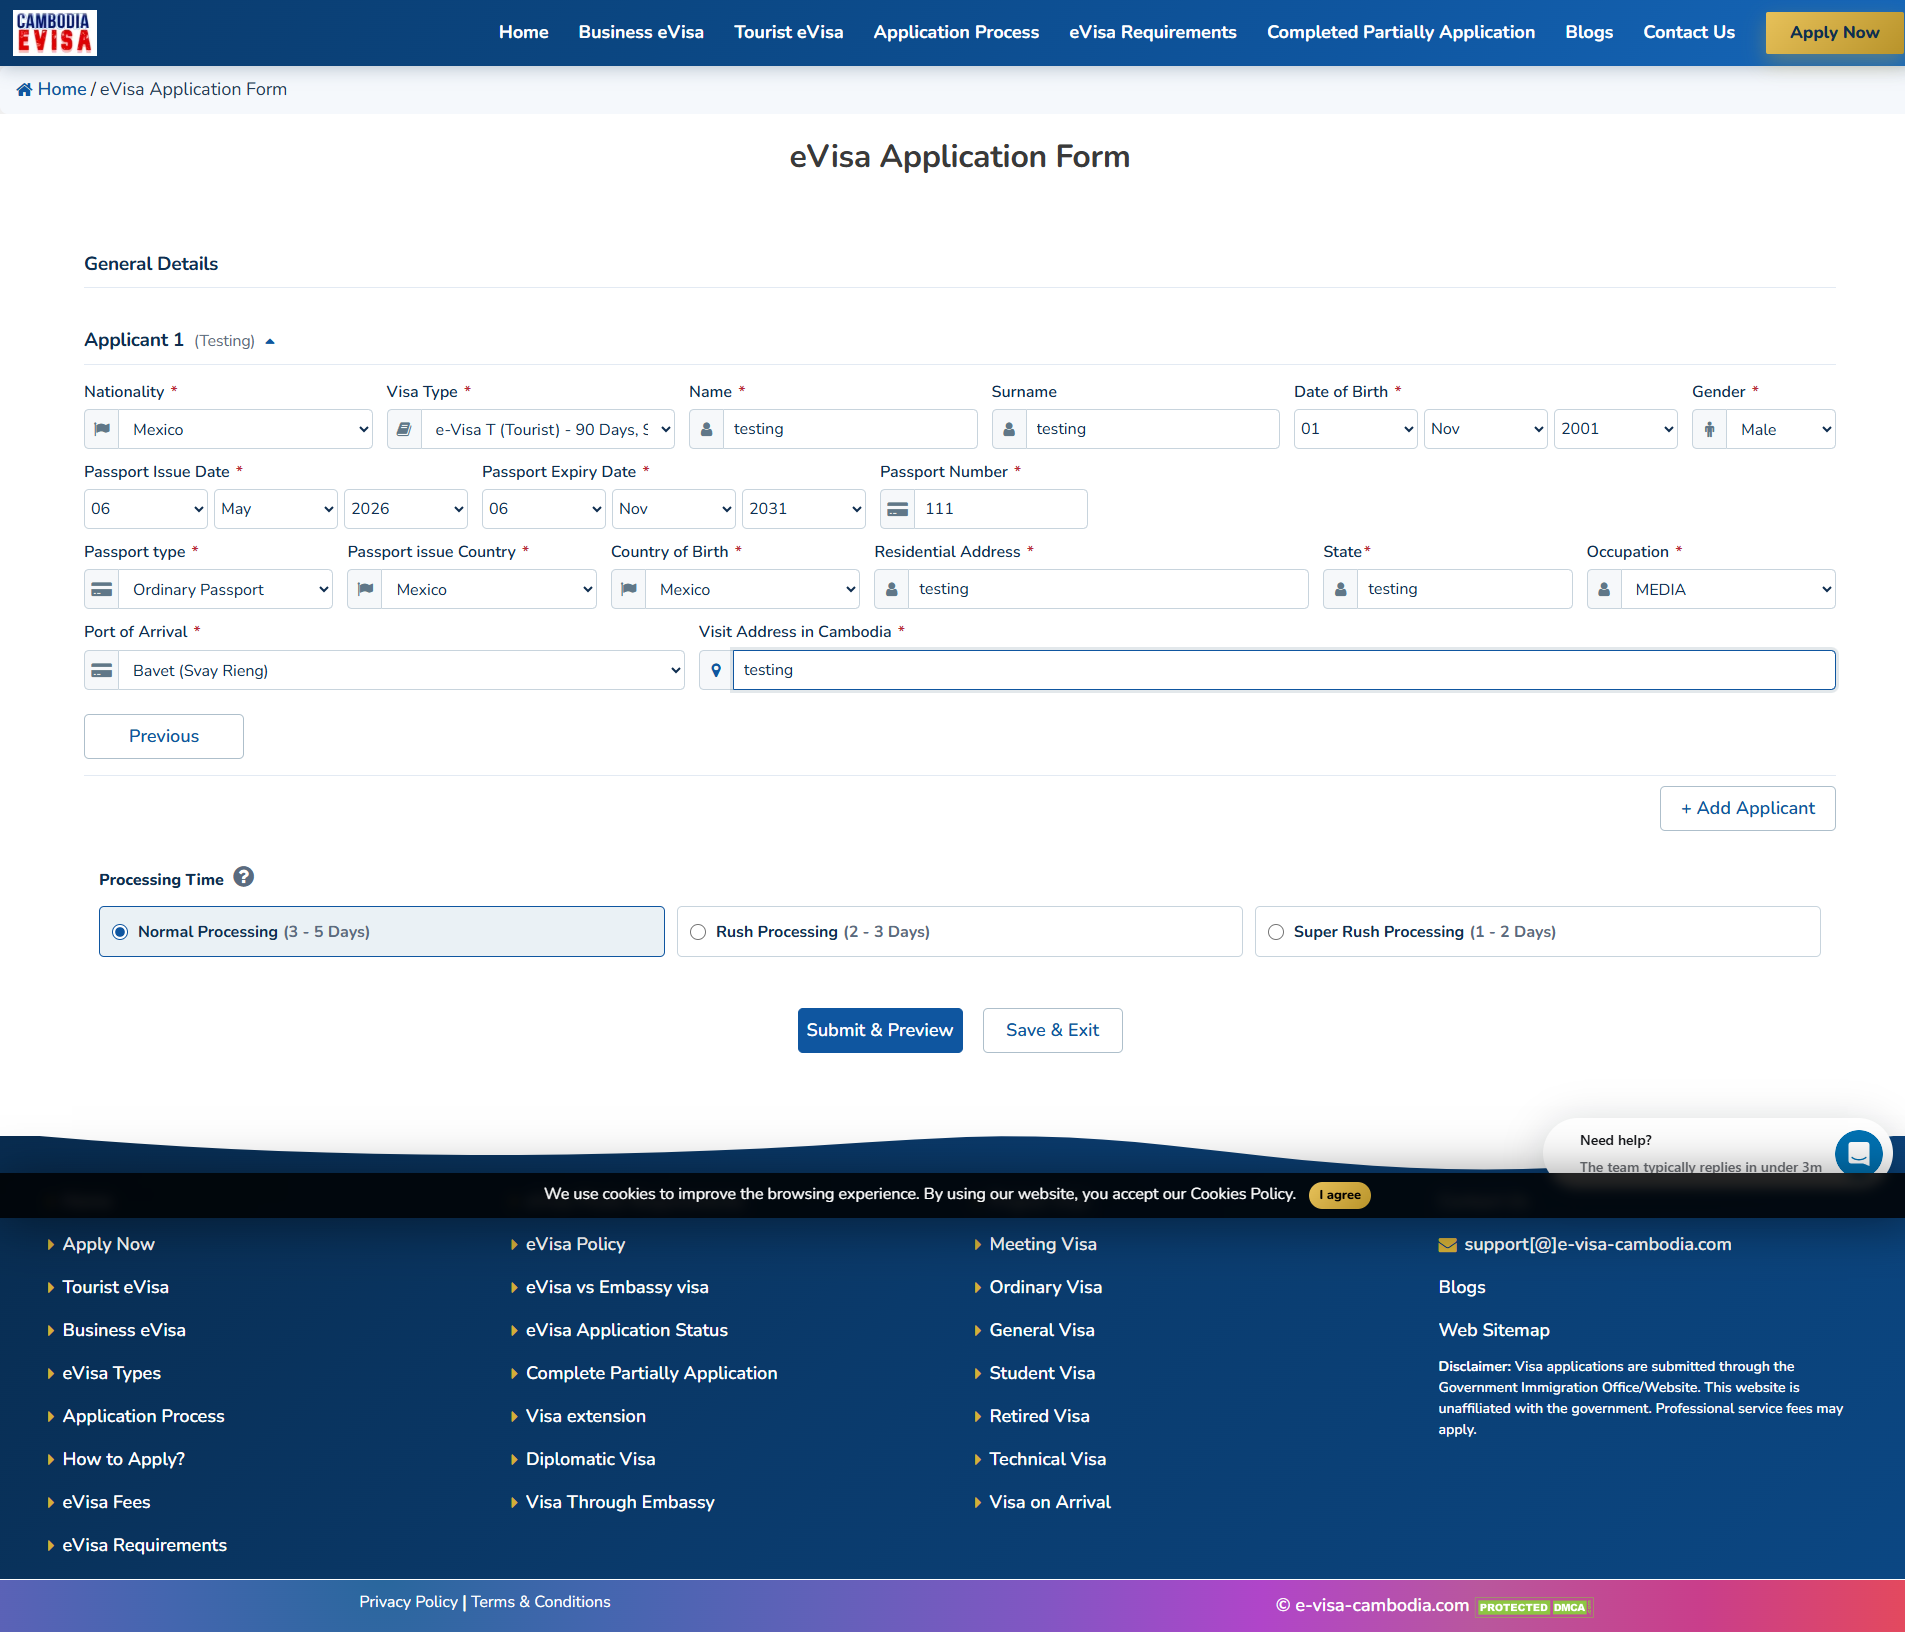 CAMBODIA
EVISA
Home Business eVisa Tourist eVisa Application Process eVisa Requirements Completed Partially Application Blogs Contact Us Apply Now
Home / eVisa Application Form
eVisa Application Form
General Details
Applicant 1 (Testing)
Nationality * Visa Type * Name * Surname Date of Birth * Gender *
Mexico e-Visa T (Tourist) - 90 Days, testing testing 01 Nov 2001 Male
Passport Issue Date * Passport Expiry Date * Passport Number *
06 May 2026 06 Nov 2031 111
Passport type * Passport issue Country * Country of Birth * Residential Address * State* Occupation *
Ordinary Passport Mexico Mexico testing testing MEDIA
Port of Arrival * Visit Address in Cambodia *
Bavet (Svay Rieng) testing
Previous
+ Add Applicant
Processing Time ?
Normal Processing (3 - 5 Days) Rush Processing (2 - 3 Days) Super Rush Processing (1 - 2 Days)
Submit & Preview Save & Exit
Need help?
The team typically replies in under 3m
We use cookies to improve the browsing experience. By using our website, you accept our Cookies Policy. I agree
Apply Now
Tourist eVisa
Business eVisa
eVisa Types
Application Process
How to Apply?
eVisa Fees
eVisa Requirements
eVisa Policy
eVisa vs Embassy visa
eVisa Application Status
Complete Partially Application
Visa extension
Diplomatic Visa
Visa Through Embassy
Meeting Visa
Ordinary Visa
General Visa
Student Visa
Retired Visa
Technical Visa
Visa on Arrival
support[@]e-visa-cambodia.com
Blogs
Web Sitemap
Disclaimer: Visa applications are submitted through the
Government Immigration Office/Website. This website is
unaffiliated with the government. Professional service fees may
apply.
Privacy Policy | Terms & Conditions
© e-visa-cambodia.com PROTECTED DMCA